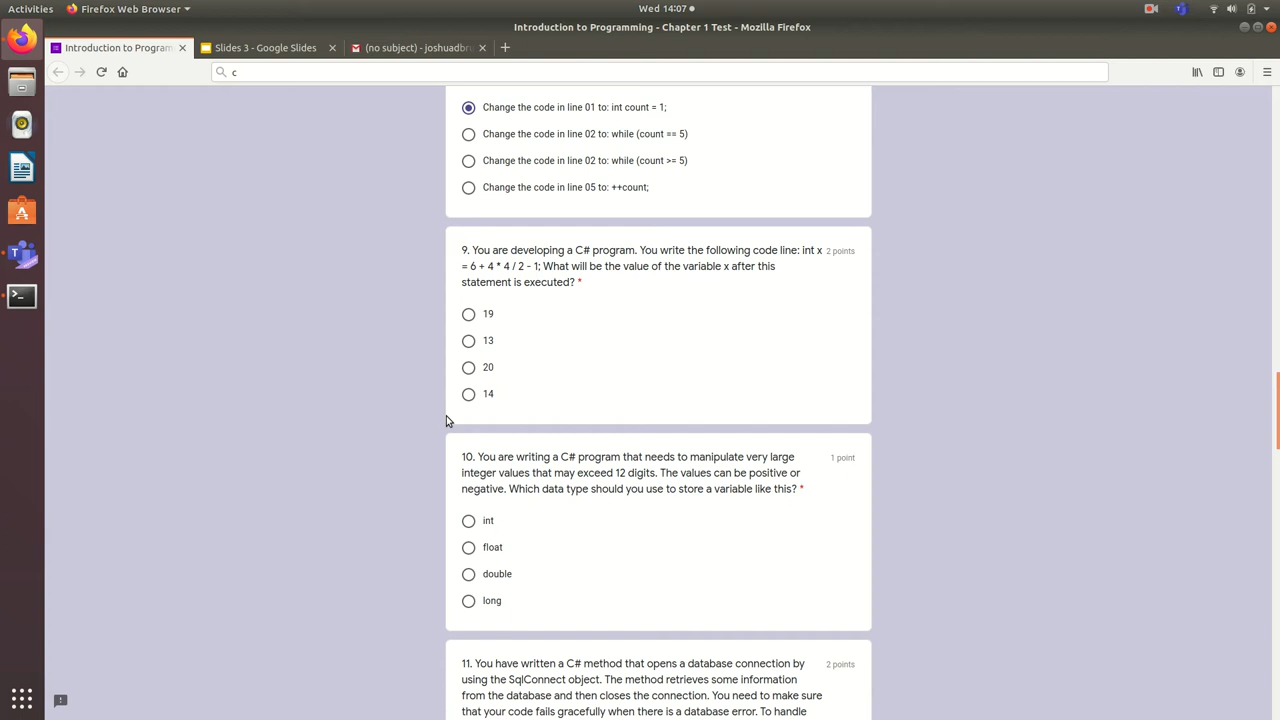 Activities
Firefox Web Browser
Wed 14:07
Introduction to Programming - Chapter 1 Test - Mozilla Firefox
Introduction to Program
Slides 3 - Google Slides
(no subject) - joshuadbru
c
Change the code in line 01 to: int count = 1;
Change the code in line 02 to: while (count == 5)
Change the code in line 02 to: while (count >= 5)
Change the code in line 05 to: ++count;
9. You are developing a C# program. You write the following code line: int x
2 points
= 6 + 4 * 4 / 2 - 1; What will be the value of the variable x after this
statement is executed? *
19
13
20
14
10. You are writing a C# program that needs to manipulate very large
1 point
integer values that may exceed 12 digits. The values can be positive or
negative. Which data type should you use to store a variable like this? *
int
float
double
long
11. You have written a C# method that opens a database connection by
2 points
using the SqlConnect object. The method retrieves some information
from the database and then closes the connection. You need to make sure
that your code fails gracefully when there is a database error. To handle